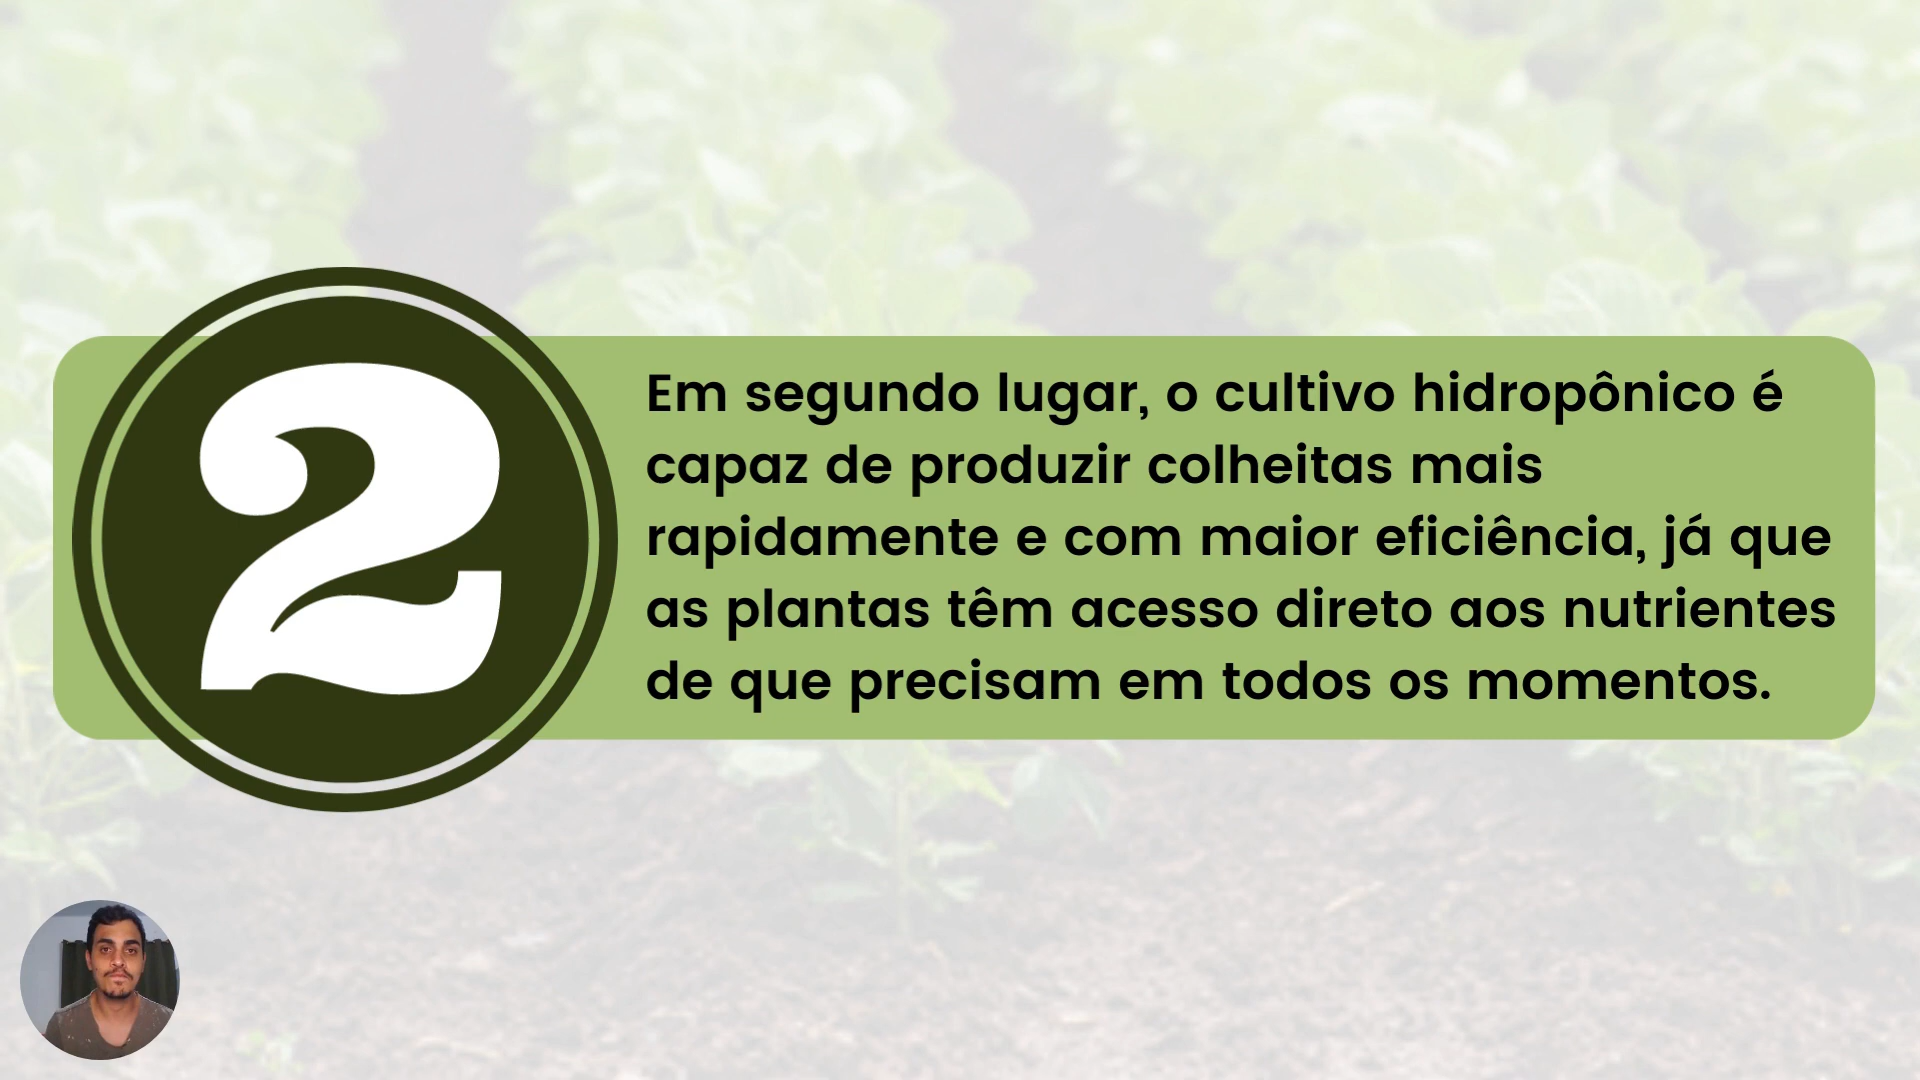 2
Em segundo lugar, o cultivo hidropônico é
capaz de produzir colheitas mais
rapidamente e com maior eficiência, já que
as plantas têm acesso direto aos nutrientes
de que precisam em todos os momentos.